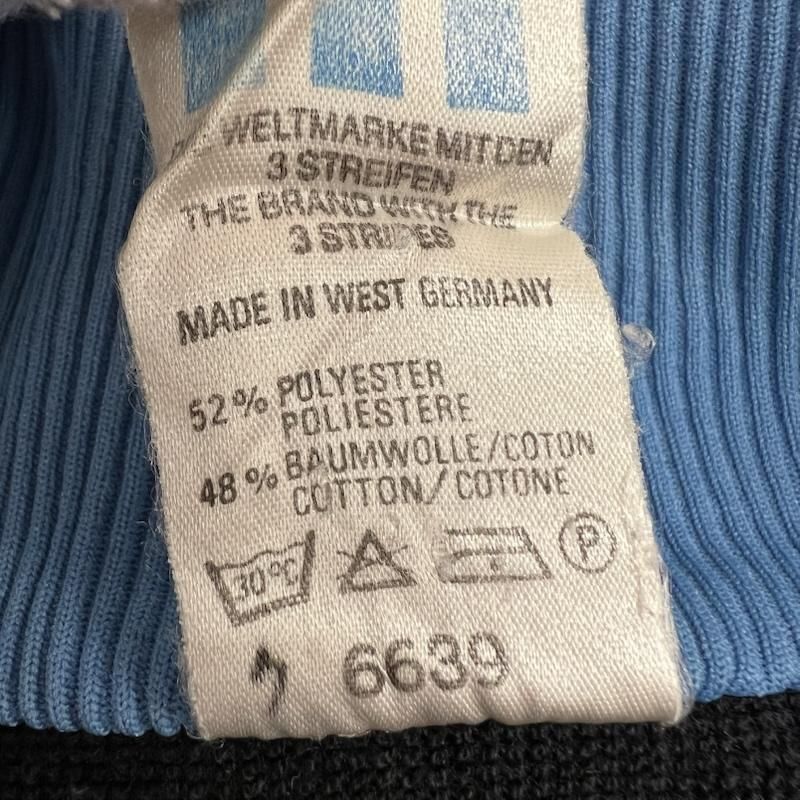 WELTMARKE MIT DEN
3 STREIFEN
THE BRAND WITH THE
3 STRIPES
MADE IN WEST GERMANY
52% POLYESTER
POLIESTERE
48% BAUMWOLLE/COTON
COTTON/COTONE
30°C P
7 6639